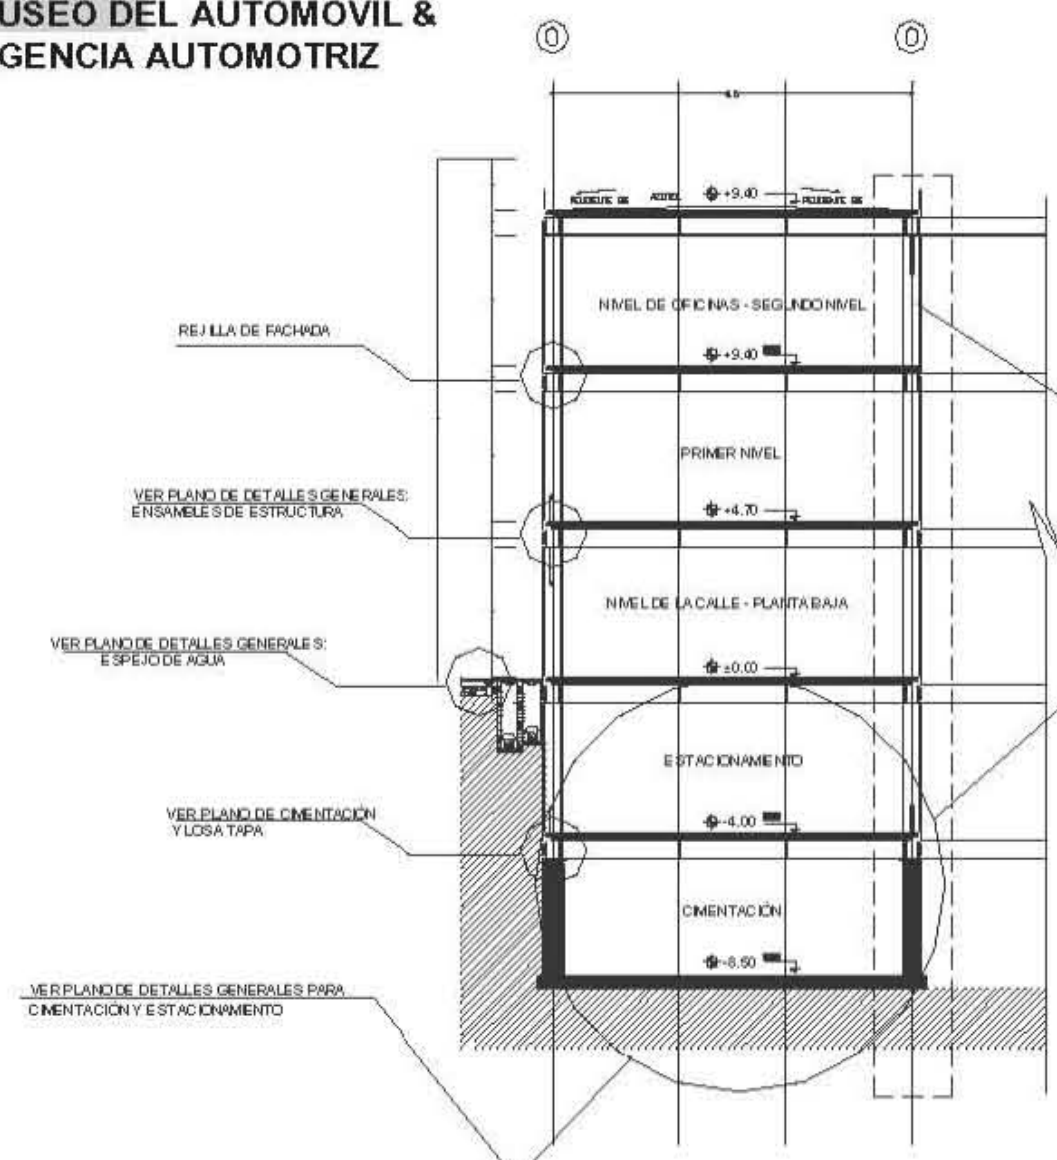 USEO DEL AUTOMOVIL &
GENCIA AUTOMOTRIZ
+9.40
NIVEL DE OFICINAS - SEGUNDO NIVEL
REJILLA DE FACHADA
+9.40
PRIMER NIVEL
VER PLANO DE DETALLES GENERALES:
ENSAMBLES DE ESTRUCTURA
+4.70
NIVEL DE LA CALLE - PLANTA BAJA
VER PLANO DE DETALLES GENERALES:
ESPEJO DE AGUA
±0.00
ESTACIONAMIENTO
VER PLANO DE CIMENTACIÓN
Y LOSA TAPA
-4.00
CIMENTACIÓN
-8.50
VER PLANO DE DETALLES GENERALES PARA
CIMENTACIÓN Y ESTACIONAMIENTO